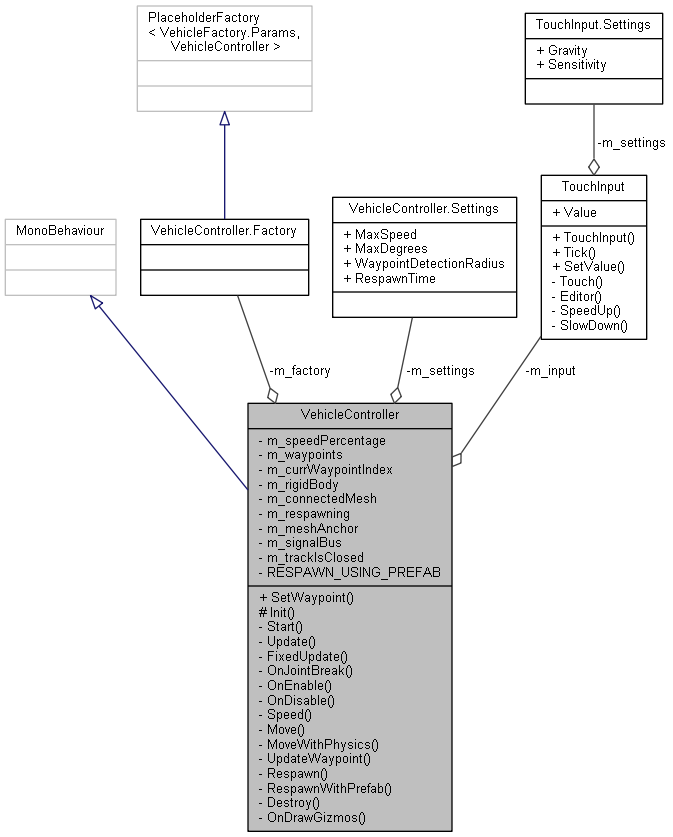 PlaceholderFactory
< VehicleFactory.Params,
VehicleController >
TouchInput.Settings
+ Gravity
+ Sensitivity
-m_settings
MonoBehaviour
VehicleController.Factory
VehicleController.Settings
+ MaxSpeed
+ MaxDegrees
+ WaypointDetectionRadius
+ RespawnTime
TouchInput
+ Value
+ TouchInput()
+ Tick()
+ SetValue()
- Touch()
- Editor()
- SpeedUp()
- SlowDown()
-m_factory
-m_settings
-m_input
VehicleController
- m_speedPercentage
- m_waypoints
- m_currWaypointIndex
- m_rigidBody
- m_connectedMesh
- m_respawning
- m_meshAnchor
- m_signalBus
- m_trackIsClosed
- RESPAWN_USING_PREFAB
+ SetWaypoint()
# Init()
- Start()
- Update()
- FixedUpdate()
- OnJointBreak()
- OnEnable()
- OnDisable()
- Speed()
- Move()
- MoveWithPhysics()
- UpdateWaypoint()
- Respawn()
- RespawnWithPrefab()
- Destroy()
- OnDrawGizmos()